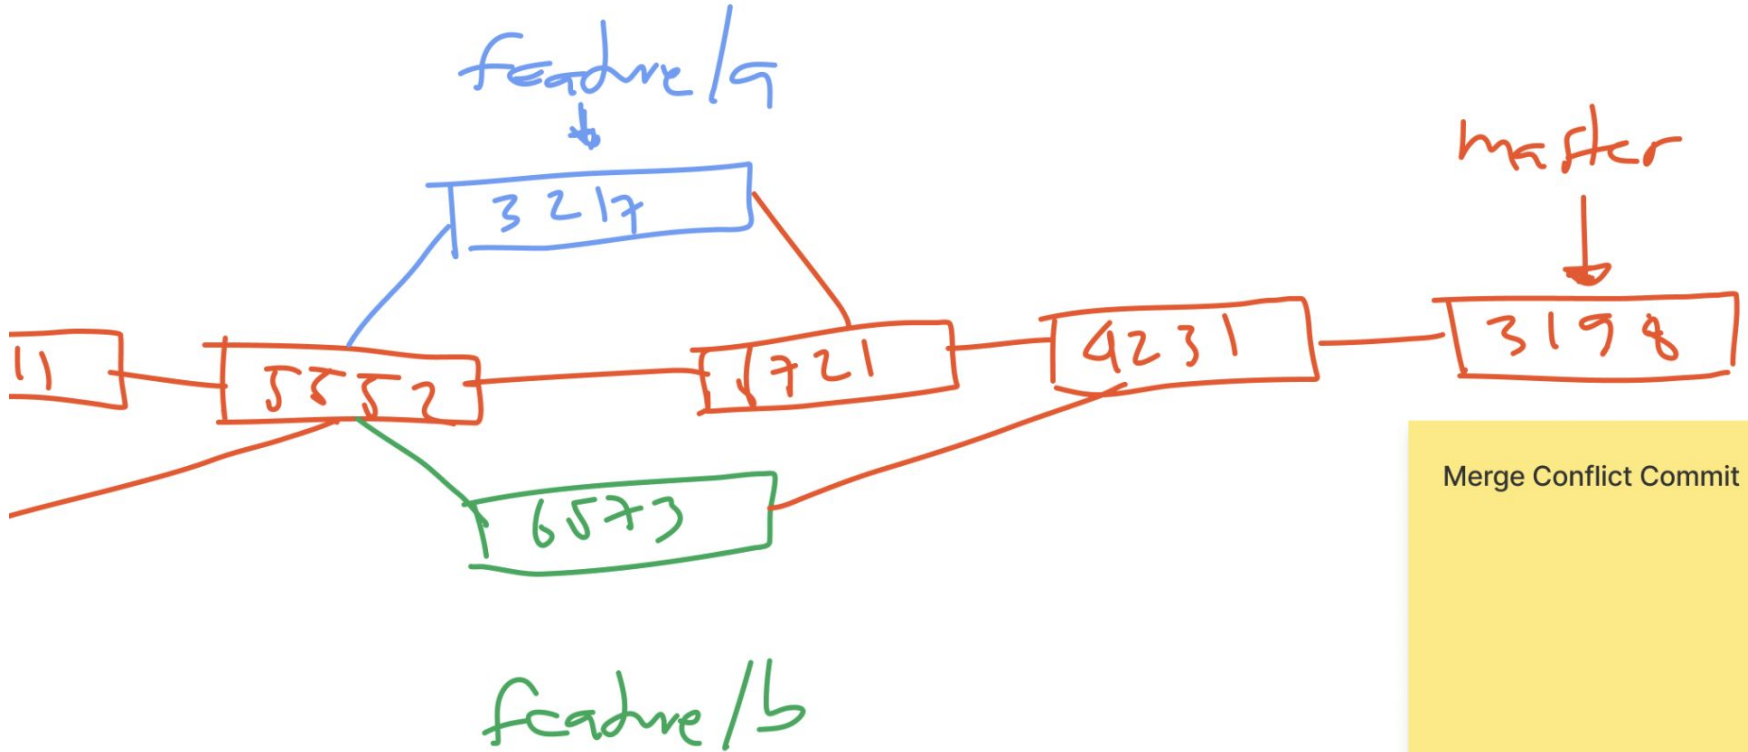 feature/a
master
3217
11
5552
1721
4231
3198
6573
Merge Conflict Commit
feature/b